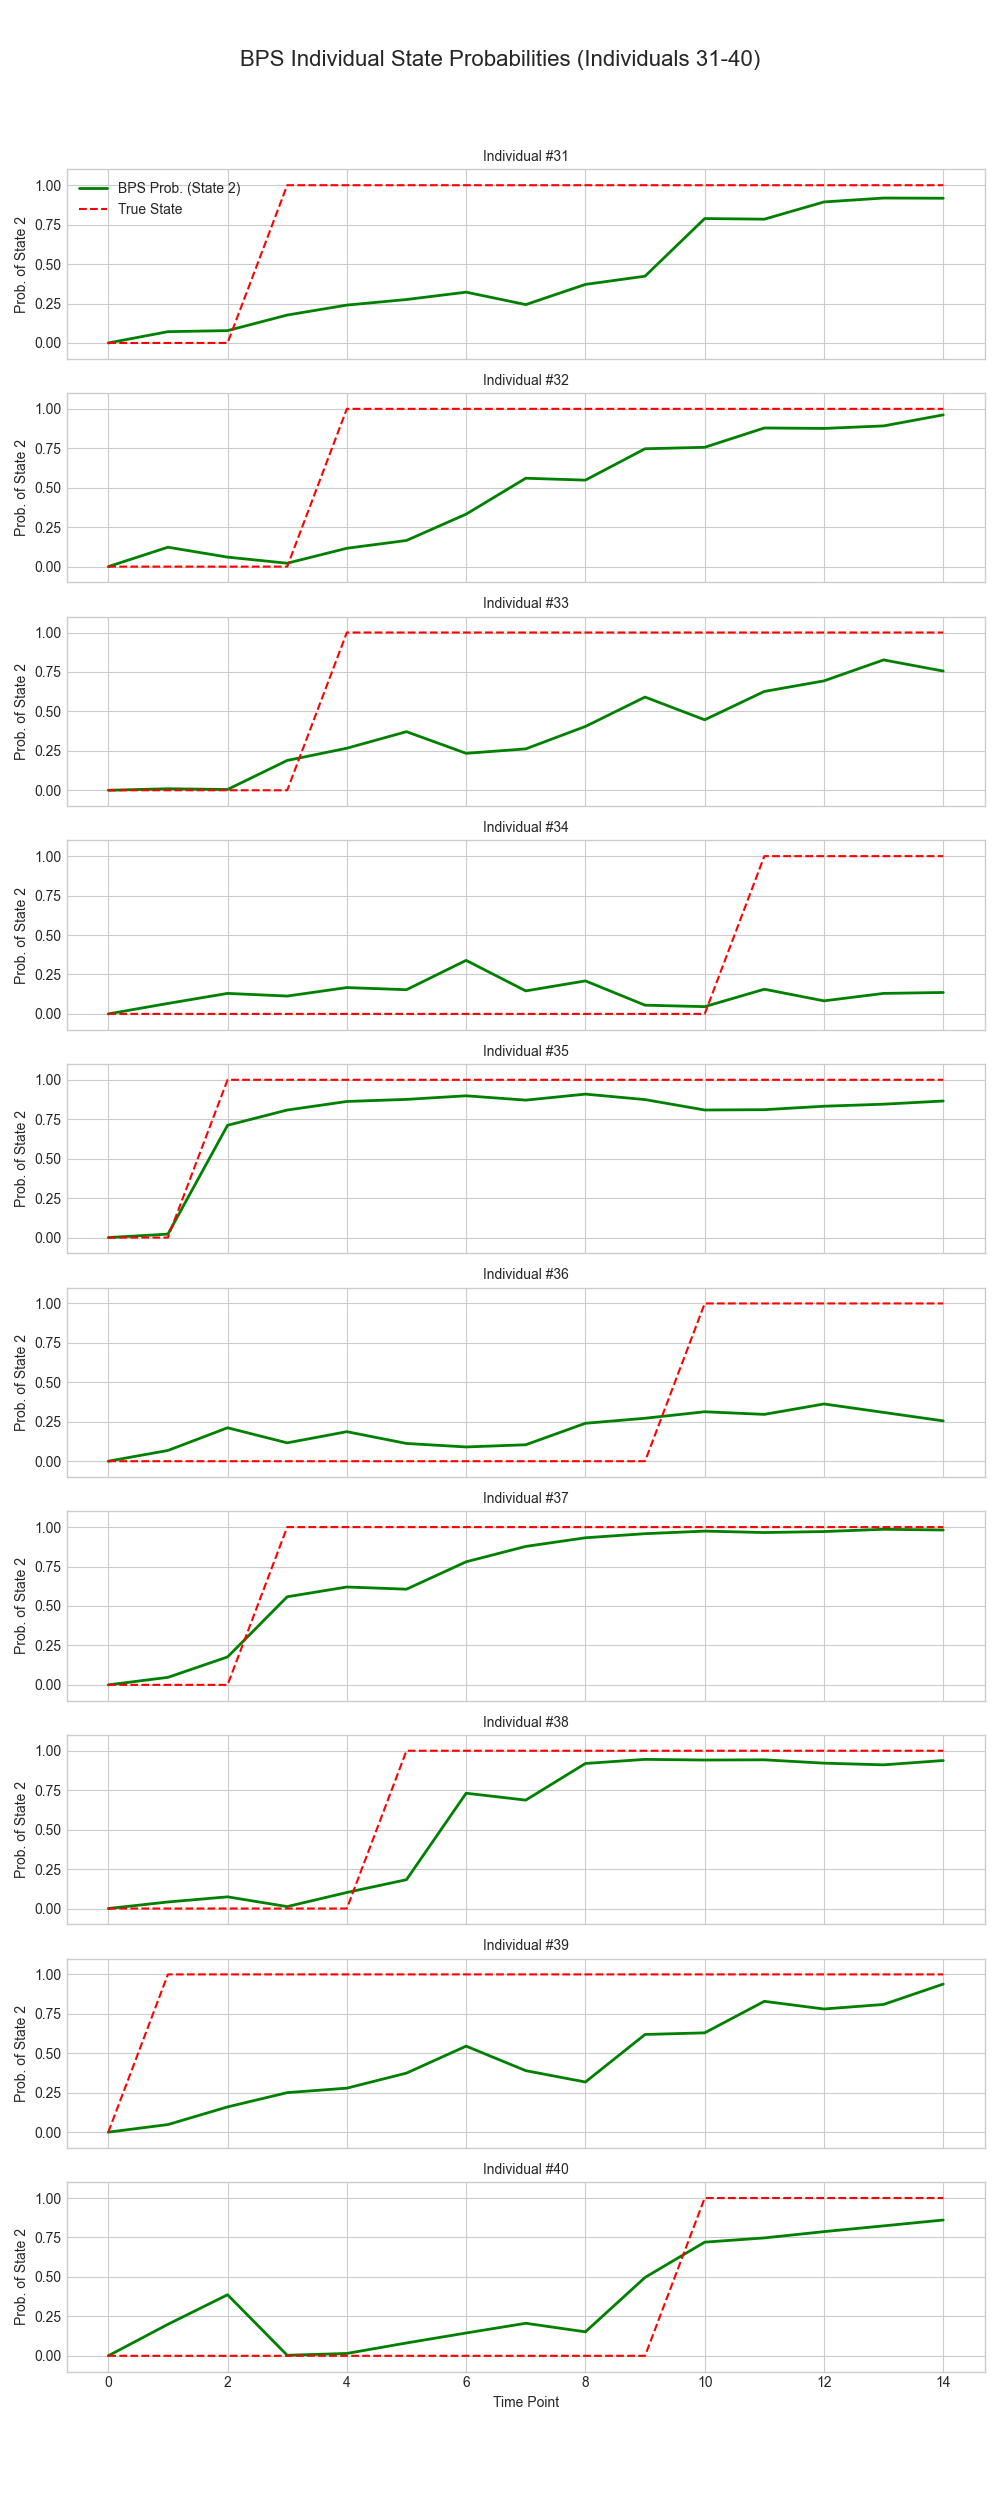 BPS Individual State Probabilities (Individuals 31-40)
Individual #31
BPS Prob. (State 2)
True State
1.00
0.75
0.50
0.25
0.00
Prob. of State 2
Individual #32
1.00
0.75
0.50
0.25
0.00
Prob. of State 2
Individual #33
1.00
0.75
0.50
0.25
0.00
Prob. of State 2
Individual #34
1.00
0.75
0.50
0.25
0.00
Prob. of State 2
Individual #35
1.00
0.75
0.50
0.25
0.00
Prob. of State 2
Individual #36
1.00
0.75
0.50
0.25
0.00
Prob. of State 2
Individual #37
1.00
0.75
0.50
0.25
0.00
Prob. of State 2
Individual #38
1.00
0.75
0.50
0.25
0.00
Prob. of State 2
Individual #39
1.00
0.75
0.50
0.25
0.00
Prob. of State 2
Individual #40
1.00
0.75
0.50
0.25
0.00
Prob. of State 2
0 2 4 6 8 10 12 14
Time Point